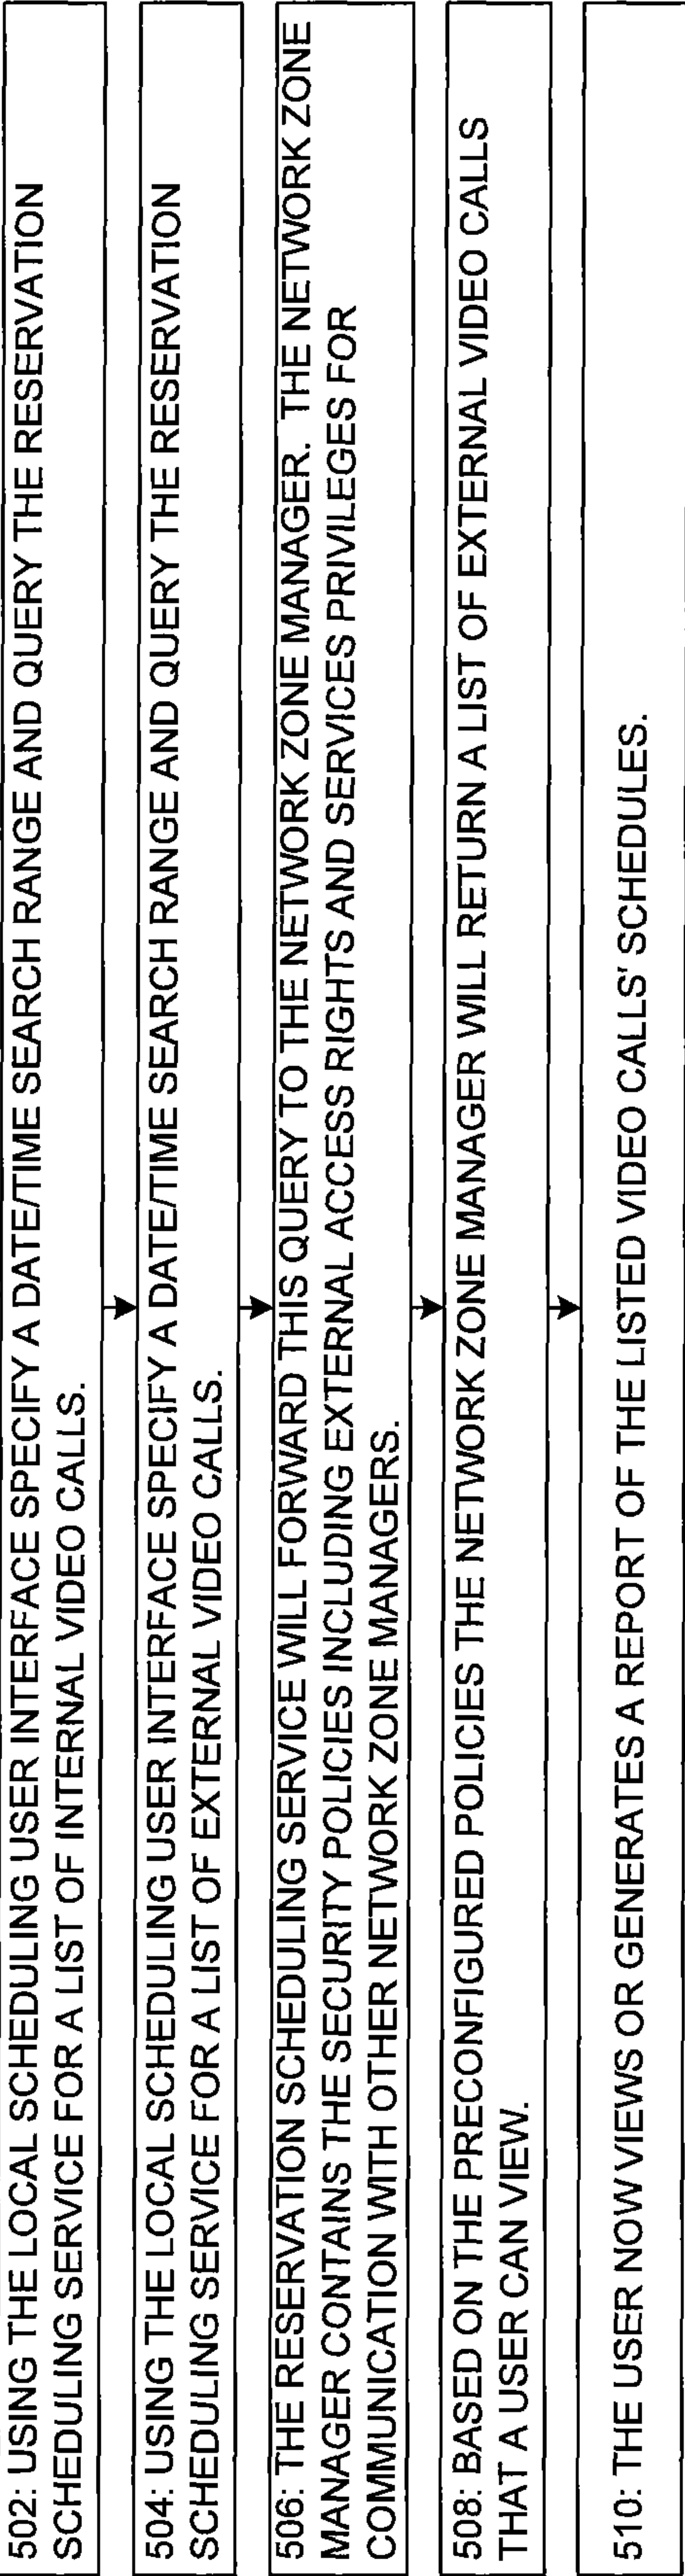 502: USING THE LOCAL SCHEDULING USER INTERFACE SPECIFY A DATE/TIME SEARCH RANGE AND QUERY THE RESERVATION
SCHEDULING SERVICE FOR A LIST OF INTERNAL VIDEO CALLS.
504: USING THE LOCAL SCHEDULING USER INTERFACE SPECIFY A DATE/TIME SEARCH RANGE AND QUERY THE RESERVATION
SCHEDULING SERVICE FOR A LIST OF EXTERNAL VIDEO CALLS.
506: THE RESERVATION SCHEDULING SERVICE WILL FORWARD THIS QUERY TO THE NETWORK ZONE MANAGER. THE NETWORK ZONE
MANAGER CONTAINS THE SECURITY POLICIES INCLUDING EXTERNAL ACCESS RIGHTS AND SERVICES PRIVILEGES FOR
COMMUNICATION WITH OTHER NETWORK ZONE MANAGERS.
508: BASED ON THE PRECONFIGURED POLICIES THE NETWORK ZONE MANAGER WILL RETURN A LIST OF EXTERNAL VIDEO CALLS
THAT A USER CAN VIEW.
510: THE USER NOW VIEWS OR GENERATES A REPORT OF THE LISTED VIDEO CALLS' SCHEDULES.